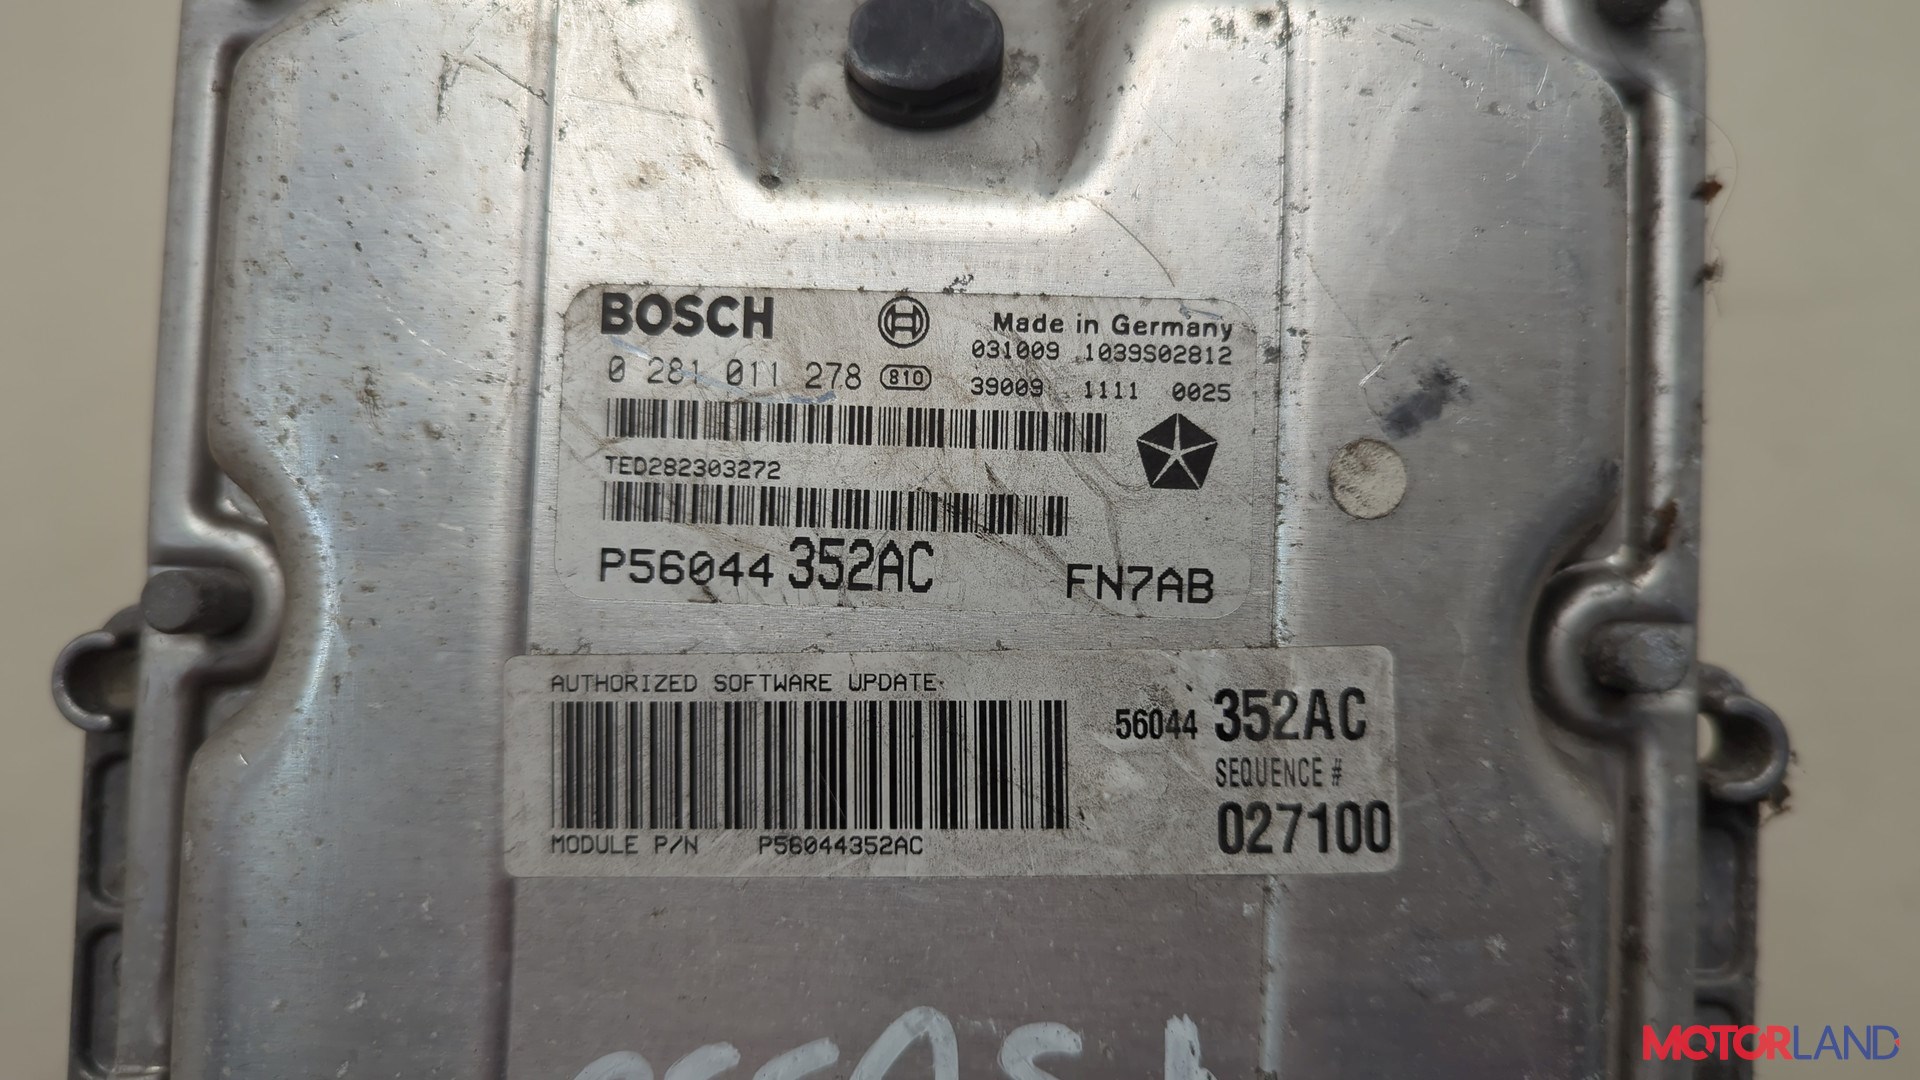 BOSCH
Made in Germany
031009 1039S02812
0 281 011 278 810
39009 1111 0025
TED282303272
P56044 352AC FN7AB
AUTHORIZED SOFTWARE UPDATE
56044 352AC
SEQUENCE #
027100
MODULE P/N P56044352AC
MOTORLAND